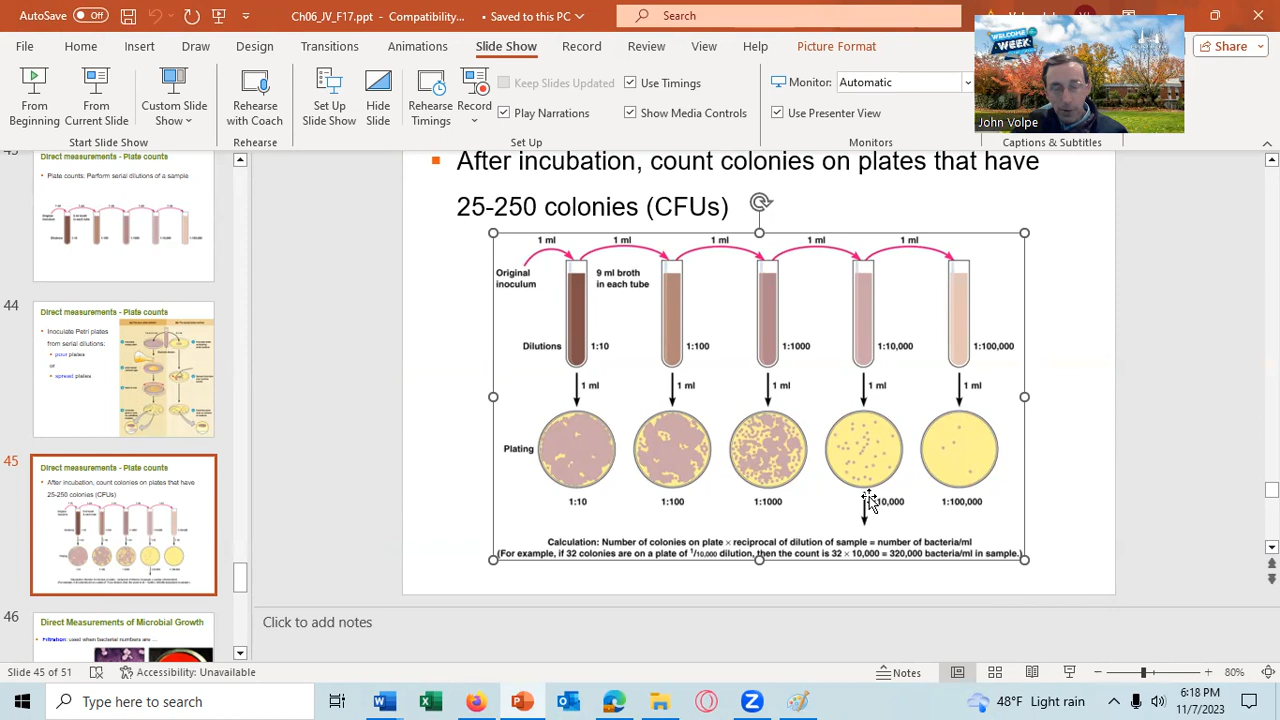 Ch06_JV_F17.pptx - Compatibility... • Saved to this PC
Search
File Home Insert Draw Design Transitions Animations Slide Show Record Review View Help Picture Format
Share
WELCOME WEEK
John Volpe
From Beginning
From Current Slide
Custom Slide Show
Rehearse with Coach
Set Up Slide Show
Hide Slide
Rehearse Timings
Record
Keep Slides Updated
Use Timings
Play Narrations
Show Media Controls
Monitor: Automatic
Use Presenter View
Start Slide Show
Rehearse
Set Up
Monitors
Captions & Subtitles
Direct measurements - Plate counts
Plate counts: Perform serial dilutions of a sample
44
Direct measurements - Plate counts
Inoculate Petri plates
from serial dilutions:
pour plates
or
spread plates
45
Direct measurements - Plate counts
After incubation, count colonies on plates that have
25-250 colonies (CFUs)
46
Direct Measurements of Microbial Growth
Filtration: used when bacterial numbers are ...
After incubation, count colonies on plates that have
25-250 colonies (CFUs)
1 ml 1 ml 1 ml 1 ml 1 ml
Original inoculum
9 ml broth in each tube
Dilutions 1:10 1:100 1:1000 1:10,000 1:100,000
1 ml 1 ml 1 ml 1 ml 1 ml
Plating
1:10 1:100 1:1000 10,000 1:100,000
Calculation: Number of colonies on plate × reciprocal of dilution of sample = number of bacteria/ml
(For example, if 32 colonies are on a plate of 1/10,000 dilution, then the count is 32 × 10,000 = 320,000 bacteria/ml in sample.)
Click to add notes
Slide 45 of 51
Accessibility: Unavailable
Notes
80%
Type here to search
48°F Light rain
6:18 PM
11/7/2023